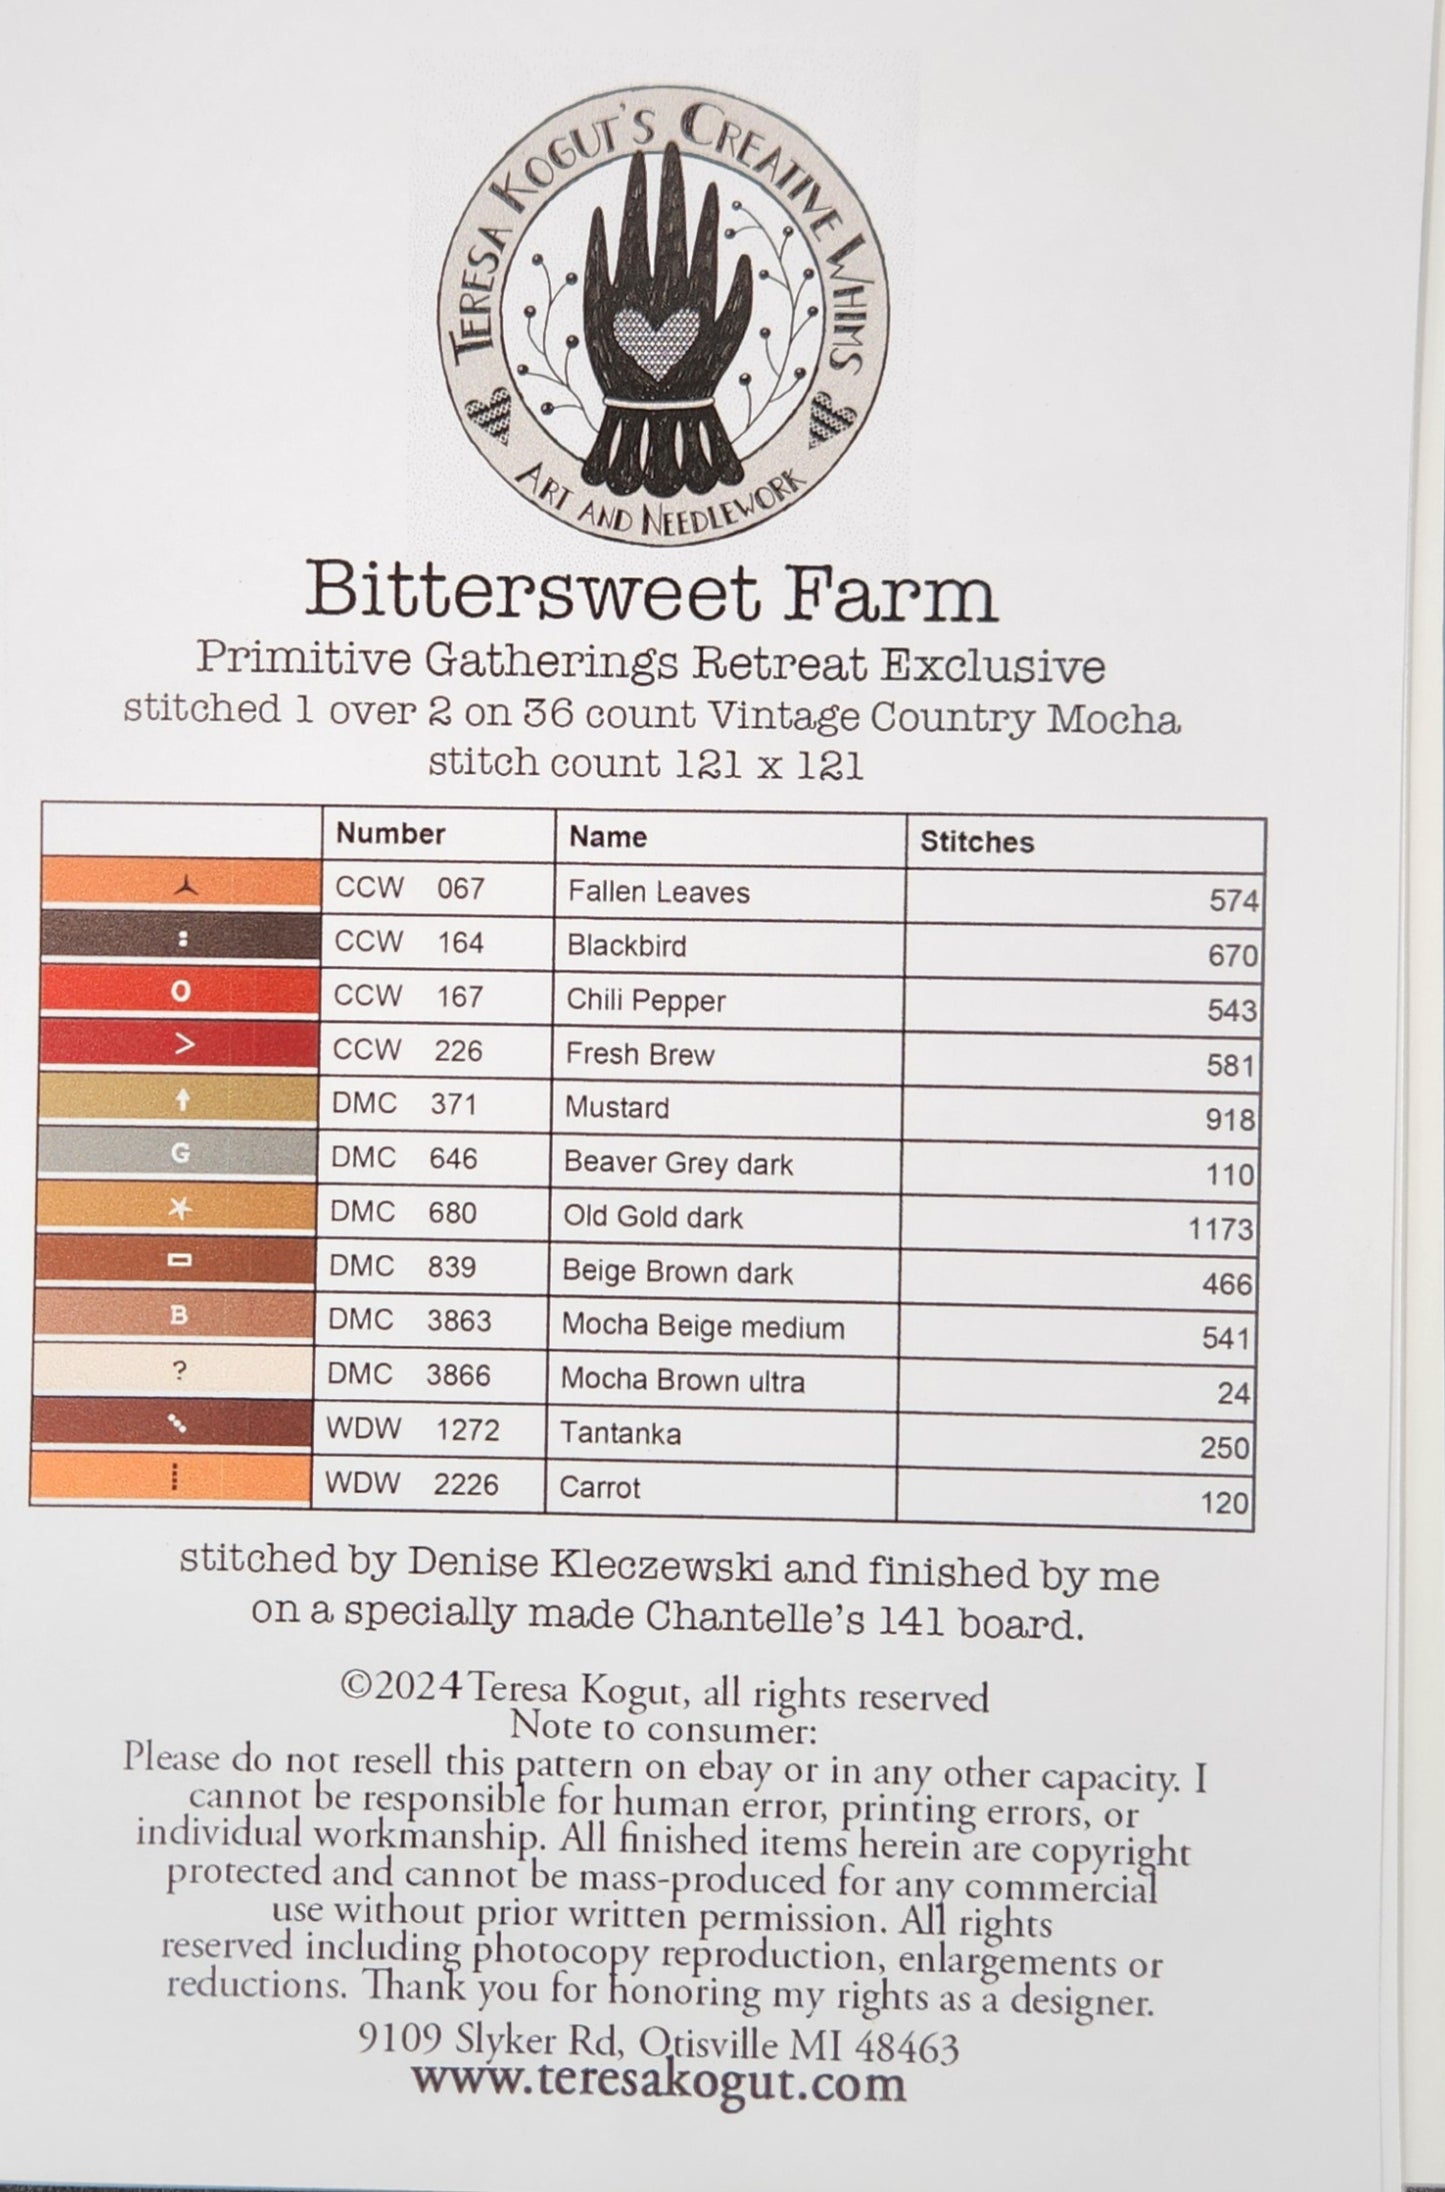 TERESA KOGUT'S CREATIVE WHIMS
ART AND NEEDLEWORK
Bittersweet Farm
Primitive Gatherings Retreat Exclusive
stitched 1 over 2 on 36 count Vintage Country Mocha
stitch count 121 x 121
Number Name Stitches
CCW 067 Fallen Leaves 574
CCW 164 Blackbird 670
O CCW 167 Chili Pepper 543
> CCW 226 Fresh Brew 581
↑ DMC 371 Mustard 918
G DMC 646 Beaver Grey dark 110
DMC 680 Old Gold dark 1173
DMC 839 Beige Brown dark 466
B DMC 3863 Mocha Beige medium 541
? DMC 3866 Mocha Brown ultra 24
WDW 1272 Tantanka 250
WDW 2226 Carrot 120
stitched by Denise Kleczewski and finished by me
on a specially made Chantelle's 141 board.
©2024 Teresa Kogut, all rights reserved
Note to consumer:
Please do not resell this pattern on ebay or in any other capacity. I
cannot be responsible for human error, printing errors, or
individual workmanship. All finished items herein are copyright
protected and cannot be mass-produced for any commercial
use without prior written permission. All rights
reserved including photocopy reproduction, enlargements or
reductions. Thank you for honoring my rights as a designer.
9109 Slyker Rd, Otisville MI 48463
www.teresakogut.com